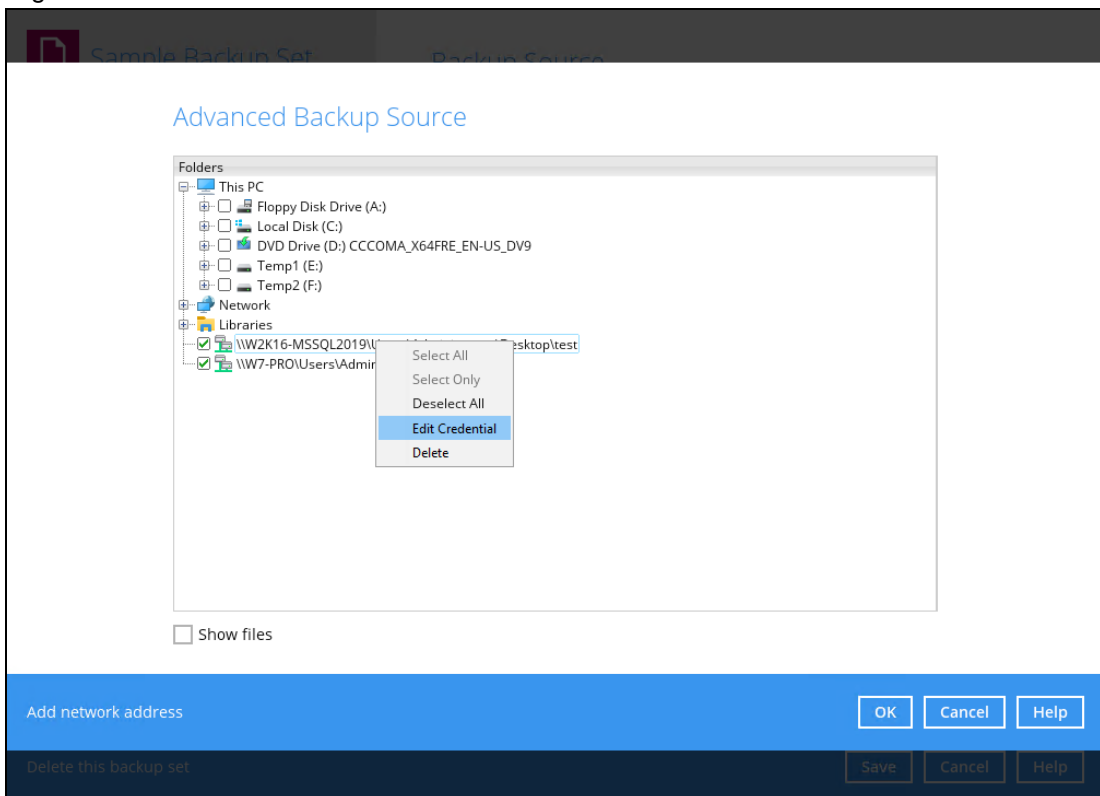 Sample Backup Set
Backup Source
Advanced Backup Source
Folders
This PC
Floppy Disk Drive (A:)
Local Disk (C:)
DVD Drive (D:) CCCOMA_X64FRE_EN-US_DV9
Temp1 (E:)
Temp2 (F:)
Network
Libraries
\\W2K16-MSSQL2019\ Desktop\test
\\W7-PRO\Users\Admin
Select All
Select Only
Deselect All
Edit Credential
Delete
Show files
Add network address
OK Cancel Help
Delete this backup set
Save Cancel Help